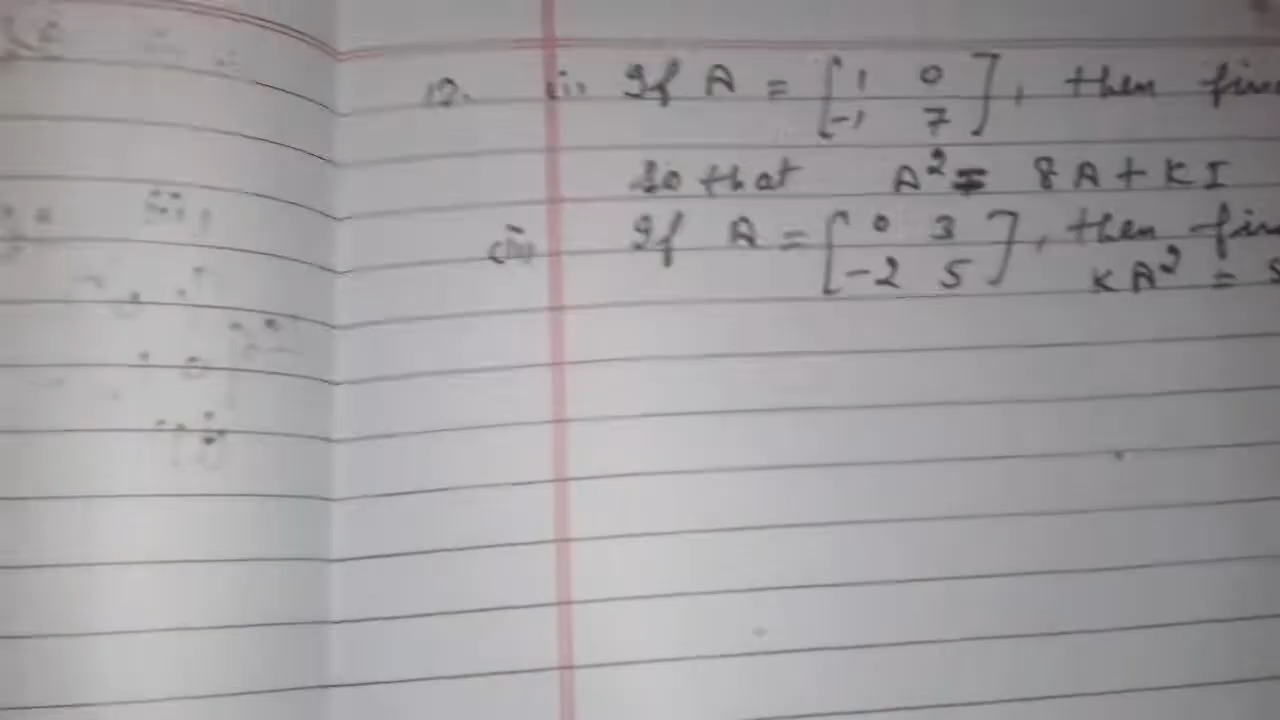 12. (i) If A = [1 0], then fin
[-1 7]
so that A² = 8A + KI
(ii) If A = [0 3], then fin
[-2 5] KA² = 5